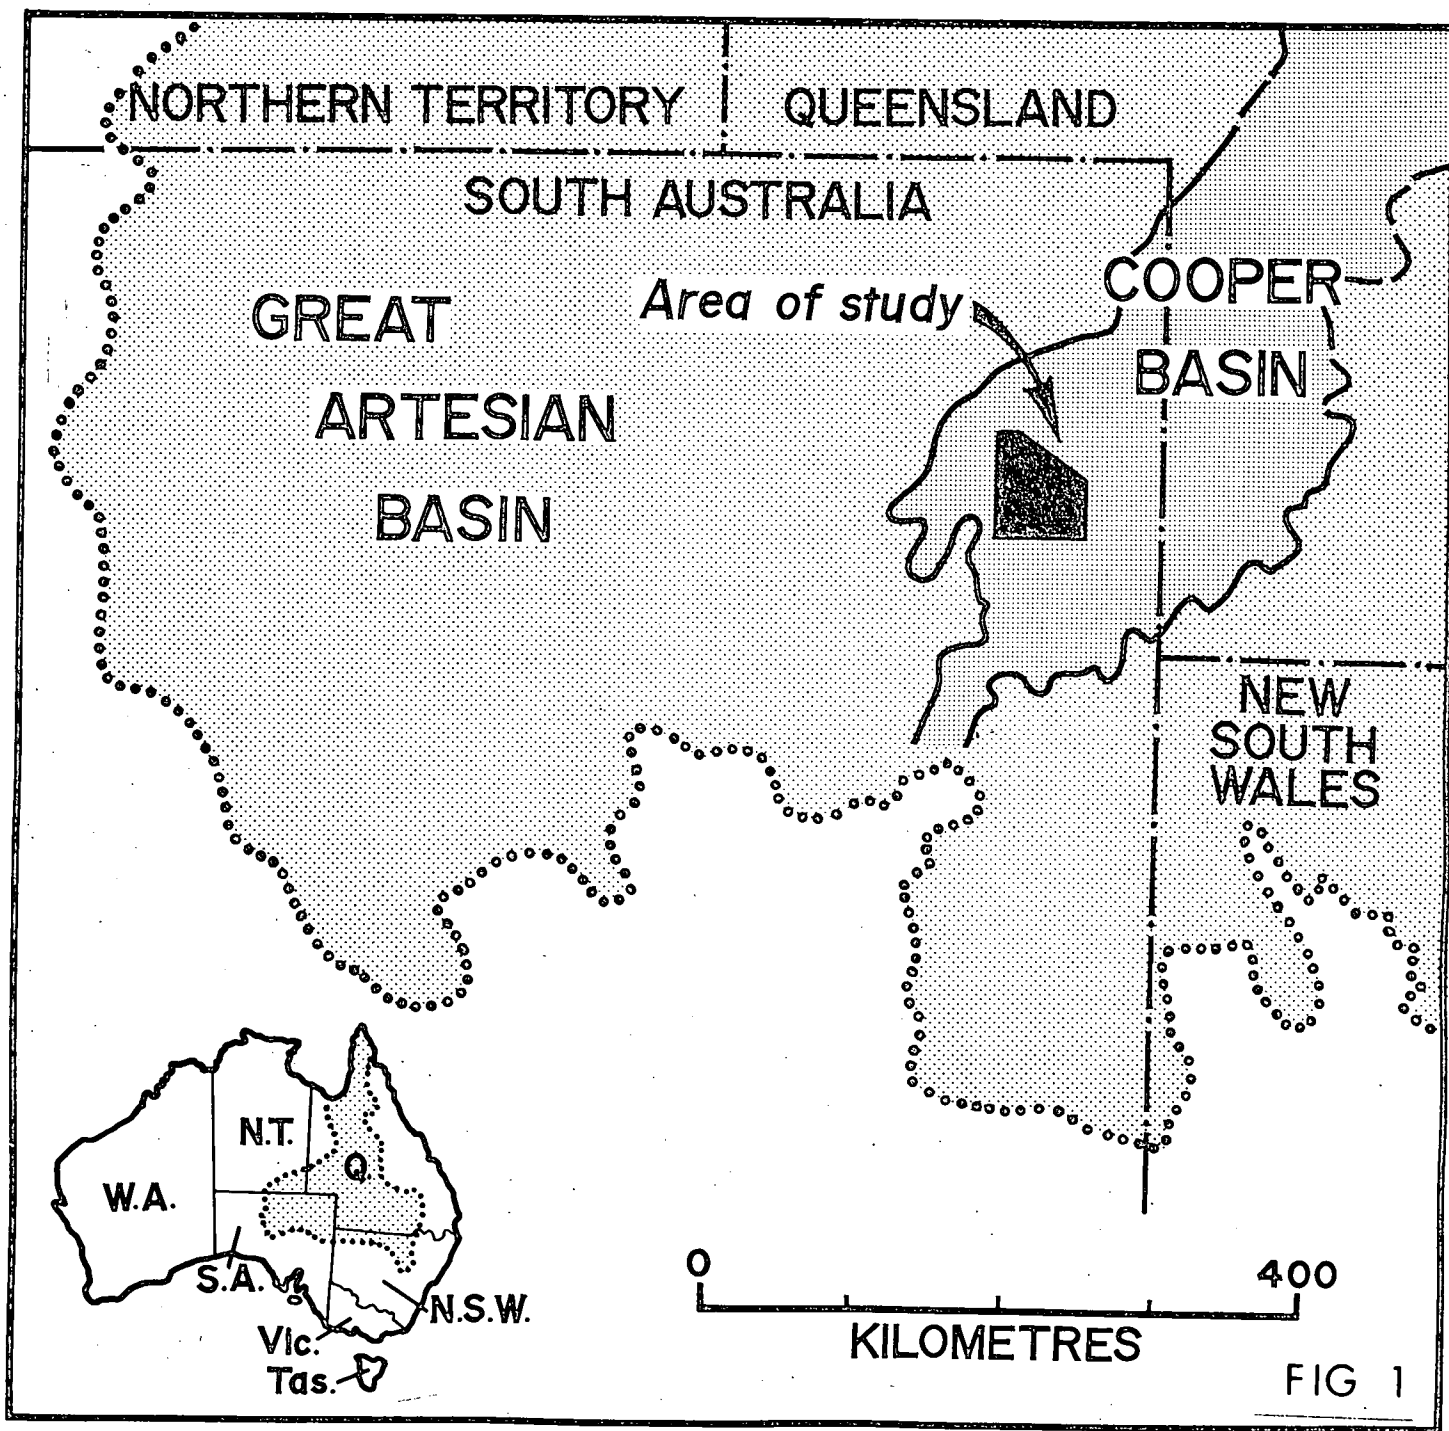 NORTHERN TERRITORY
QUEENSLAND
SOUTH AUSTRALIA
COOPER
BASIN
Area of study
GREAT
ARTESIAN
BASIN
NEW
SOUTH
WALES
N.T.
Q
W.A.
S.A.
N.S.W.
Vic.
Tas.
0
400
KILOMETRES
FIG 1